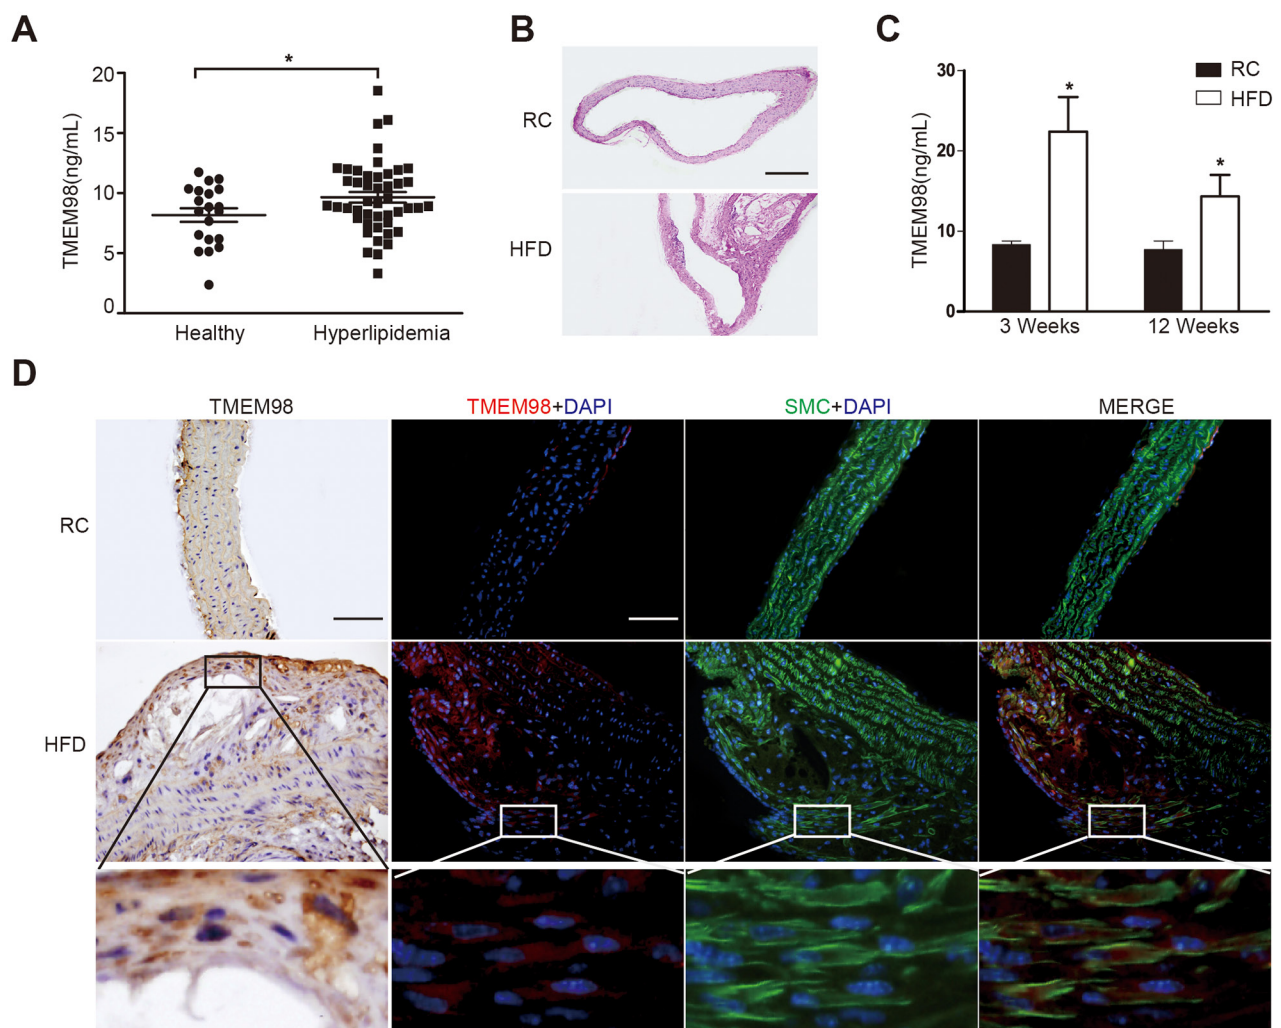 A
*
20
15
10
5
0
TMEM98(ng/mL)
Healthy
Hyperlipidemia
B
RC
HFD
C
RC
HFD
30
20
10
0
TMEM98(ng/mL)
*
*
3 Weeks
12 Weeks
D
TMEM98
TMEM98+DAPI
SMC+DAPI
MERGE
RC
HFD